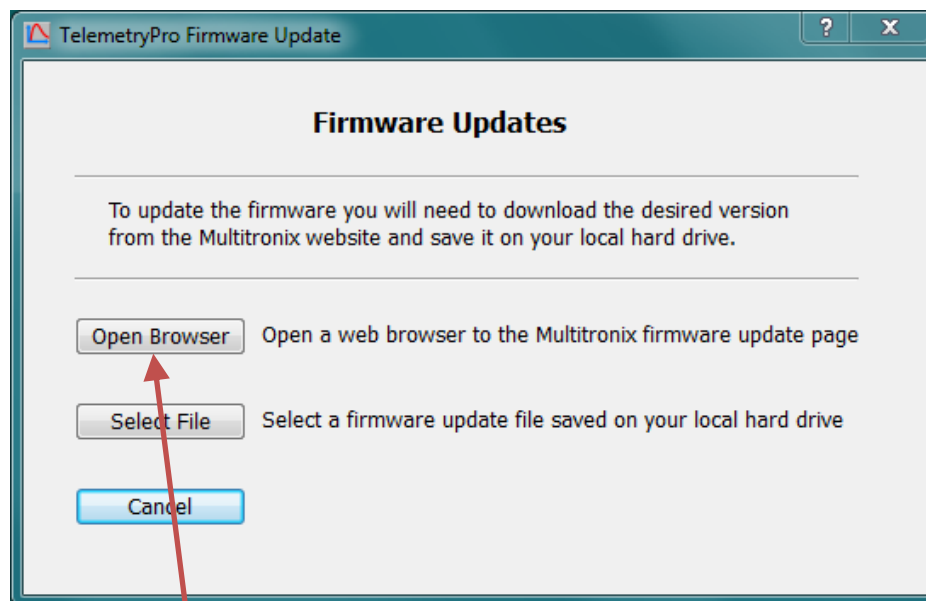 TelemetryPro Firmware Update
? X
Firmware Updates
To update the firmware you will need to download the desired version
from the Multitronix website and save it on your local hard drive.
Open Browser Open a web browser to the Multitronix firmware update page
Select File Select a firmware update file saved on your local hard drive
Cancel